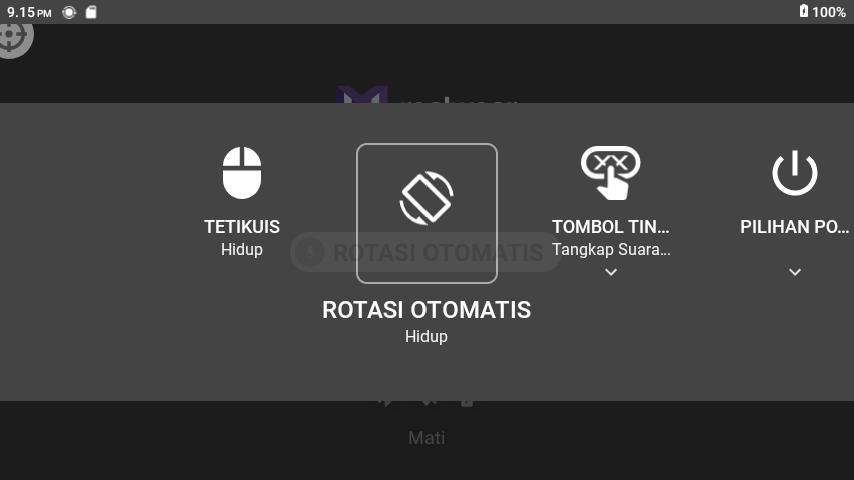 9.15 PM
100%
TETIKUIS
Hidup
ROTASI OTOMATIS
ROTASI OTOMATIS
Hidup
TOMBOL TIN...
Tangkap Suara...
PILIHAN PO...
Mati